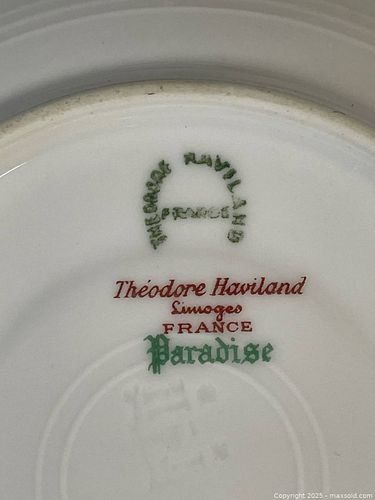 THEODORE HAVILAND
FRANCE
Théodore Haviland
Limoges
FRANCE
Paradise
Copyright 2025 - maxsold.com